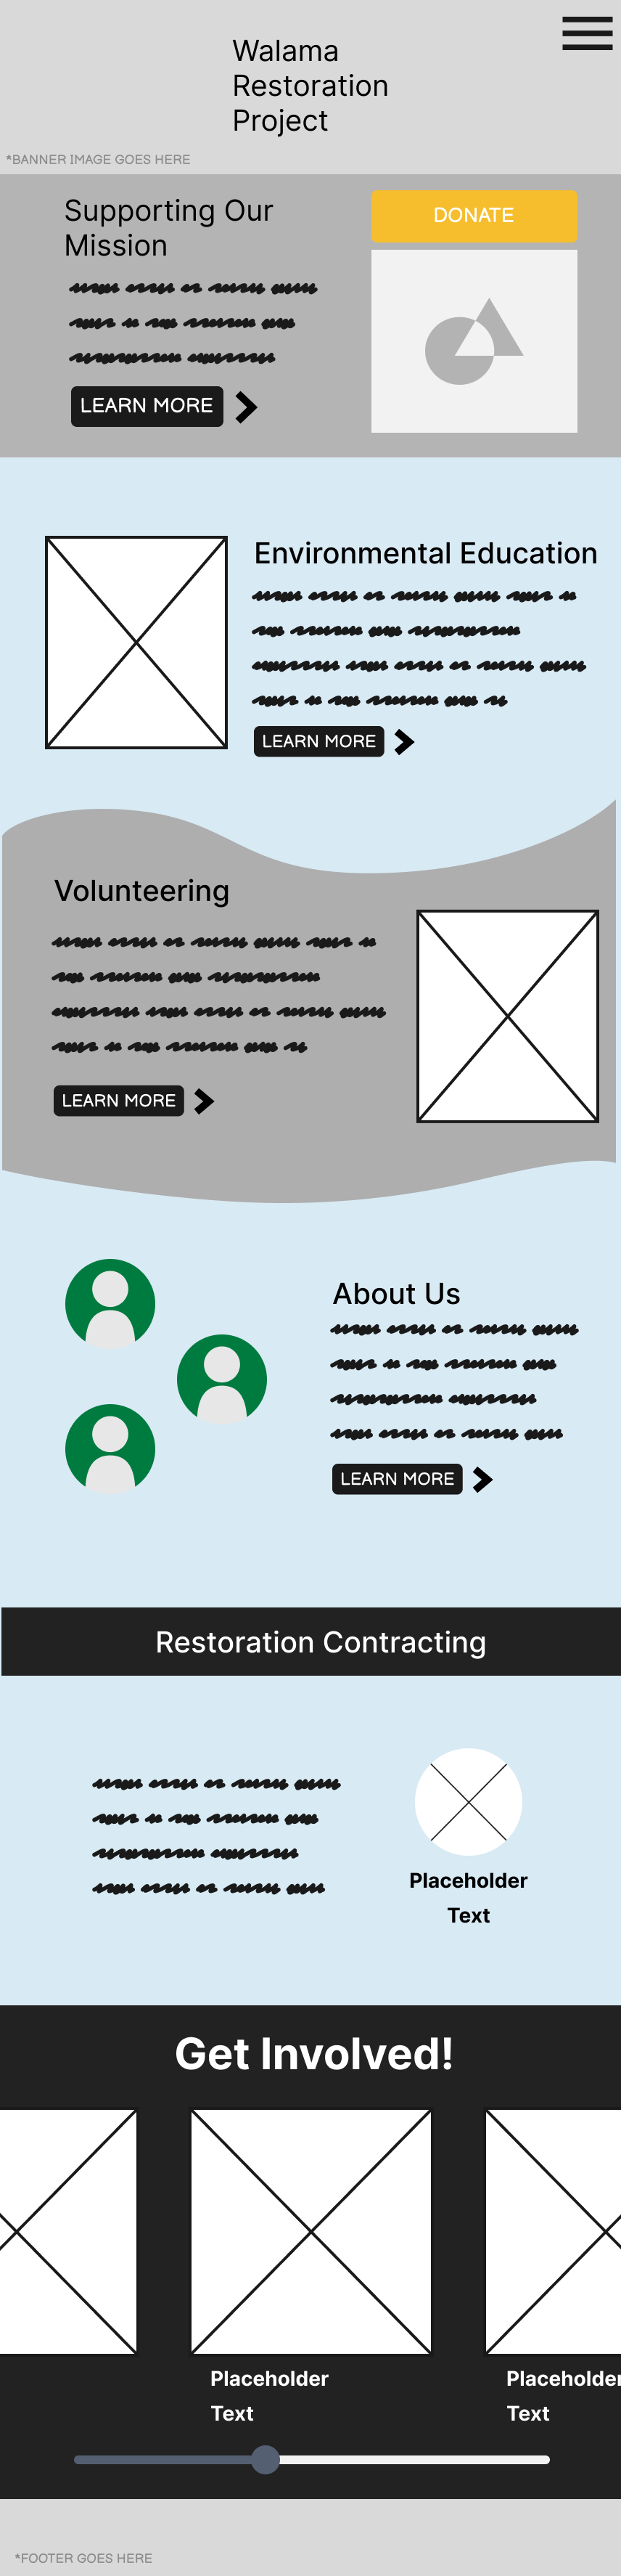 Walama
Restoration
Project
*BANNER IMAGE GOES HERE
Supporting Our
Mission
DONATE
LEARN MORE
Environmental Education
LEARN MORE
Volunteering
LEARN MORE
About Us
LEARN MORE
Restoration Contracting
Placeholder
Text
Get Involved!
Placeholder
Text
Placeholder
Text
*FOOTER GOES HERE